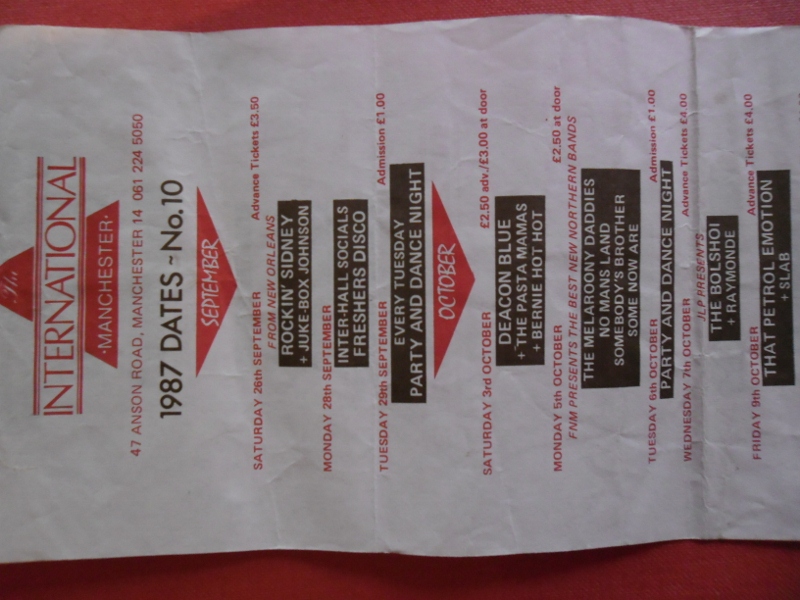 The
INTERNATIONAL
·MANCHESTER·
47 ANSON ROAD, MANCHESTER 14 061 224 5050
1987 DATES ~ No.10
SEPTEMBER
SATURDAY 26th SEPTEMBER Advance Tickets £3.50
FROM NEW ORLEANS
ROCKIN' SIDNEY
+ JUKE-BOX JOHNSON
MONDAY 28th SEPTEMBER
INTER-HALL SOCIALS
FRESHERS DISCO
TUESDAY 29th SEPTEMBER Admission £1.00
EVERY TUESDAY
PARTY AND DANCE NIGHT
OCTOBER
SATURDAY 3rd OCTOBER £2.50 adv./£3.00 at door
DEACON BLUE
+ THE PASTA MAMAS
+ BERNIE HOT HOT
MONDAY 5th OCTOBER £2.50 at door
FNM PRESENTS THE BEST NEW NORTHERN BANDS
THE MELAROONY DADDIES
NO MANS LAND
SOMEBODY'S BROTHER
SOME NOW ARE
TUESDAY 6th OCTOBER Admission £1.00
PARTY AND DANCE NIGHT
WEDNESDAY 7th OCTOBER Advance Tickets £4.00
JLP PRESENTS
THE BOLSHOI
+ RAYMONDE
FRIDAY 9th OCTOBER Advance Tickets £4.00
THAT PETROL EMOTION
+ SLAB